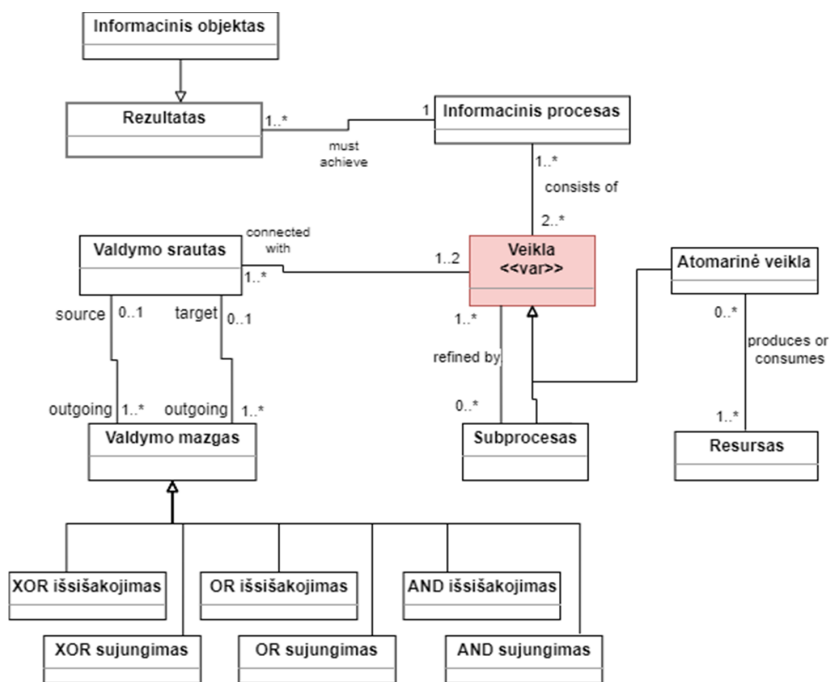 Informacinis objektas
Rezultatas
1..*
must
achieve
1
Informacinis procesas
1..*
consists of
2..*
Valdymo srautas
connected
with
1..*
1..2
Veikla
<<var>>
Atomarinė veikla
source
0..1
target
0..1
1..*
refined by
0..*
0..*
produces or
consumes
1..*
outgoing
1..*
outgoing
1..*
Valdymo mazgas
Subprocesas
Resursas
XOR išsišakojimas
OR išsišakojimas
AND išsišakojimas
XOR sujungimas
OR sujungimas
AND sujungimas